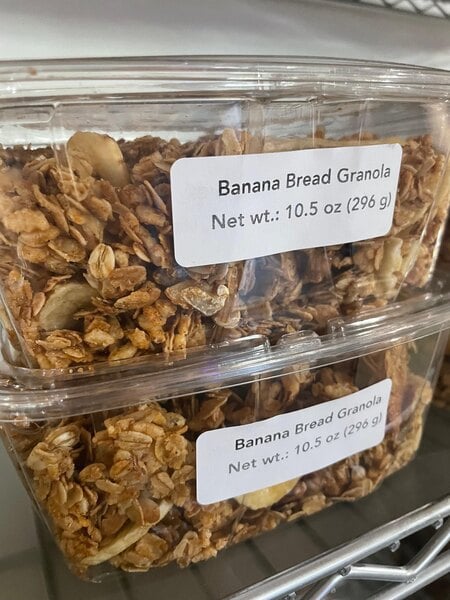 Banana Bread Granola
Net wt.: 10.5 oz (296 g)
Banana Bread Granola
Net wt.: 10.5 oz (296 g)